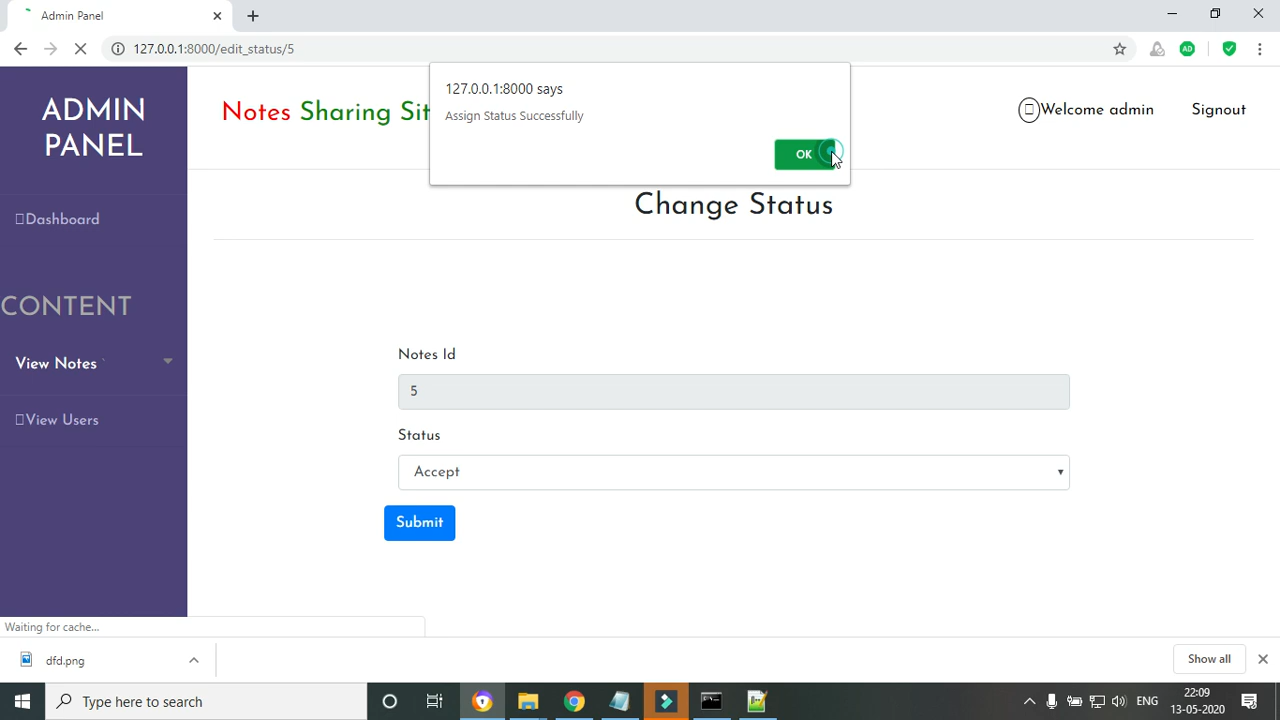 Admin Panel
127.0.0.1:8000/edit_status/5
127.0.0.1:8000 says
Assign Status Successfully
OK
ADMIN
PANEL
Notes Sharing Sit
Welcome admin
Signout
Change Status
Dashboard
CONTENT
View Notes `
View Users
Notes Id
5
Status
Accept
Submit
Waiting for cache...
dfd.png
Show all
Type here to search
ENG
22:09
13-05-2020